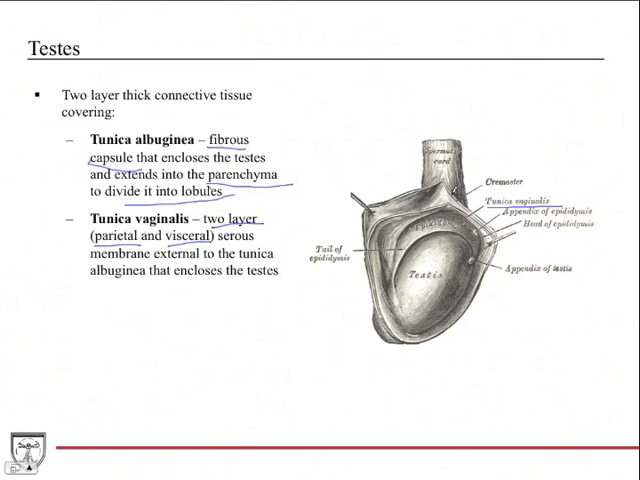 Testes
▪ Two layer thick connective tissue
covering:
– Tunica albuginea – fibrous
capsule that encloses the testes
and extends into the parenchyma
to divide it into lobules
– Tunica vaginalis – two layer
(parietal and visceral) serous
membrane external to the tunica
albuginea that encloses the testes
cord
Cremaster
Tunica vaginalis
Appendix of epididymis
Head of epididymis
Tail of
epididymis
Testis
Appendix of testis